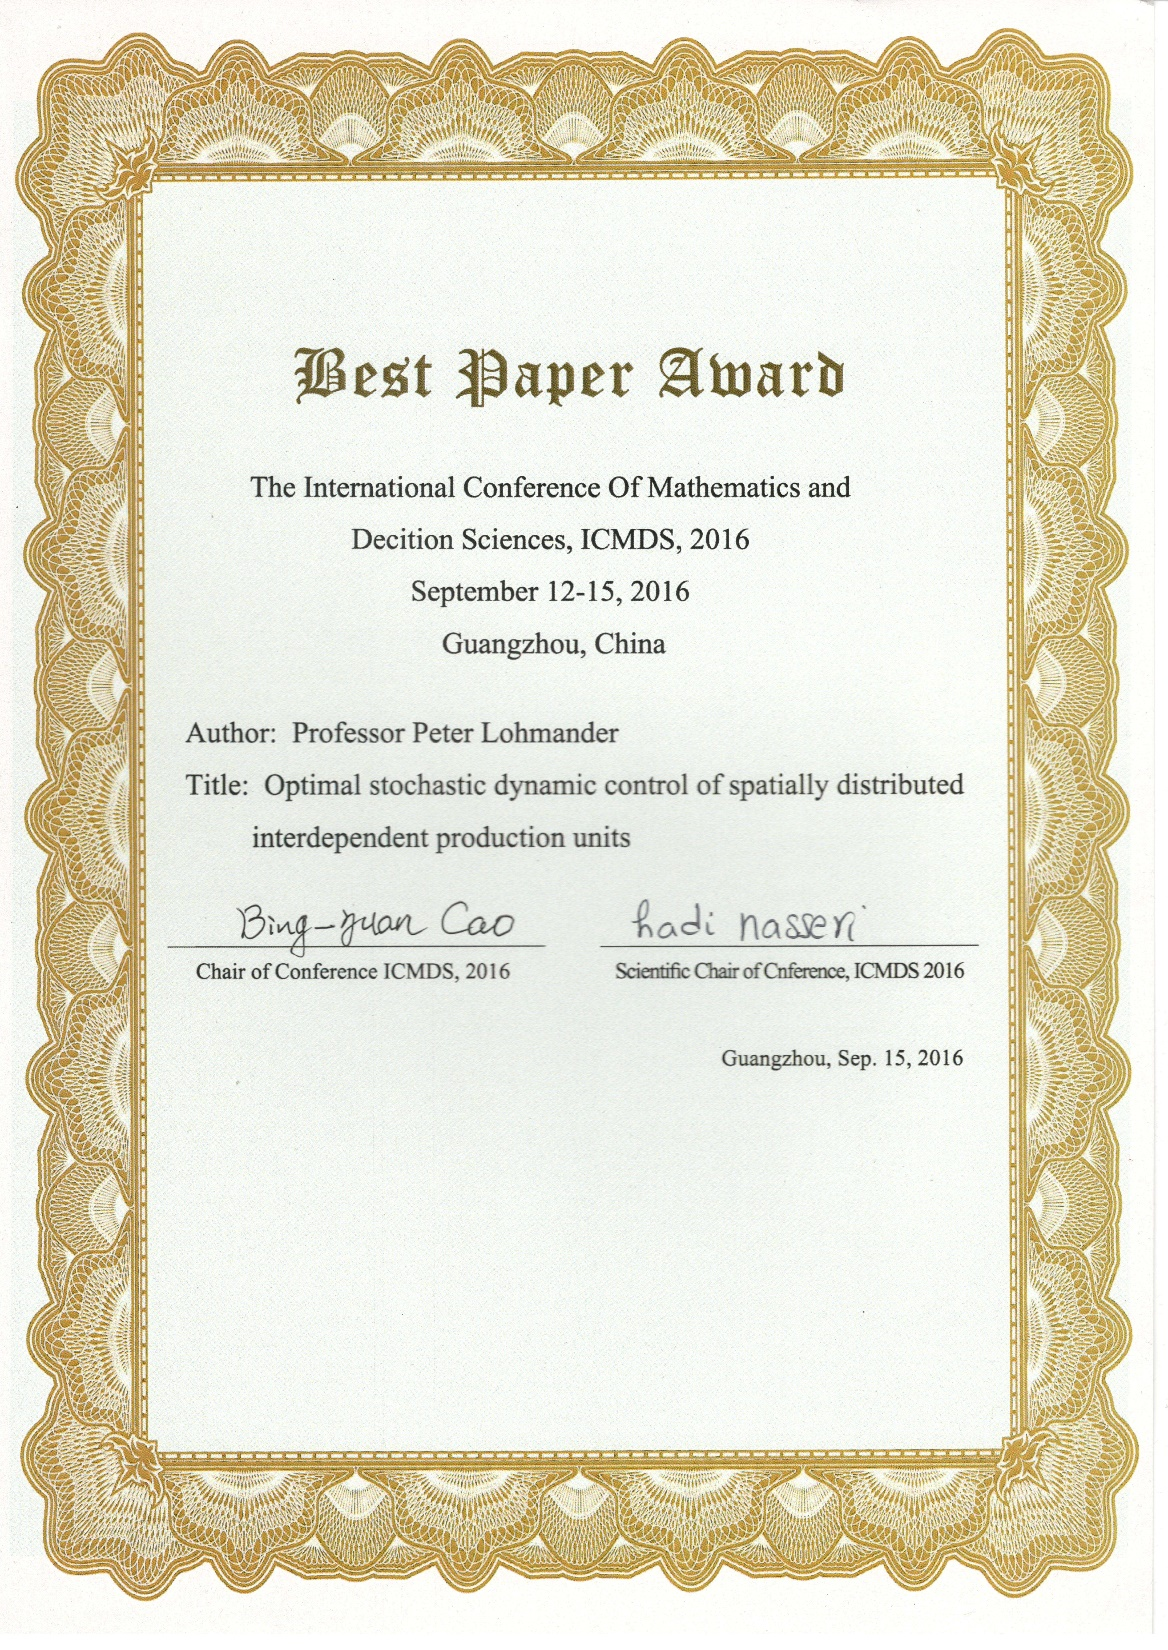 Best Paper Award
The International Conference Of Mathematics and
Decition Sciences, ICMDS, 2016
September 12-15, 2016
Guangzhou, China
Author: Professor Peter Lohmander
Title: Optimal stochastic dynamic control of spatially distributed
interdependent production units
Bing-yuan Cao hadi nasseri
Chair of Conference ICMDS, 2016 Scientific Chair of Cnference, ICMDS 2016
Guangzhou, Sep. 15, 2016